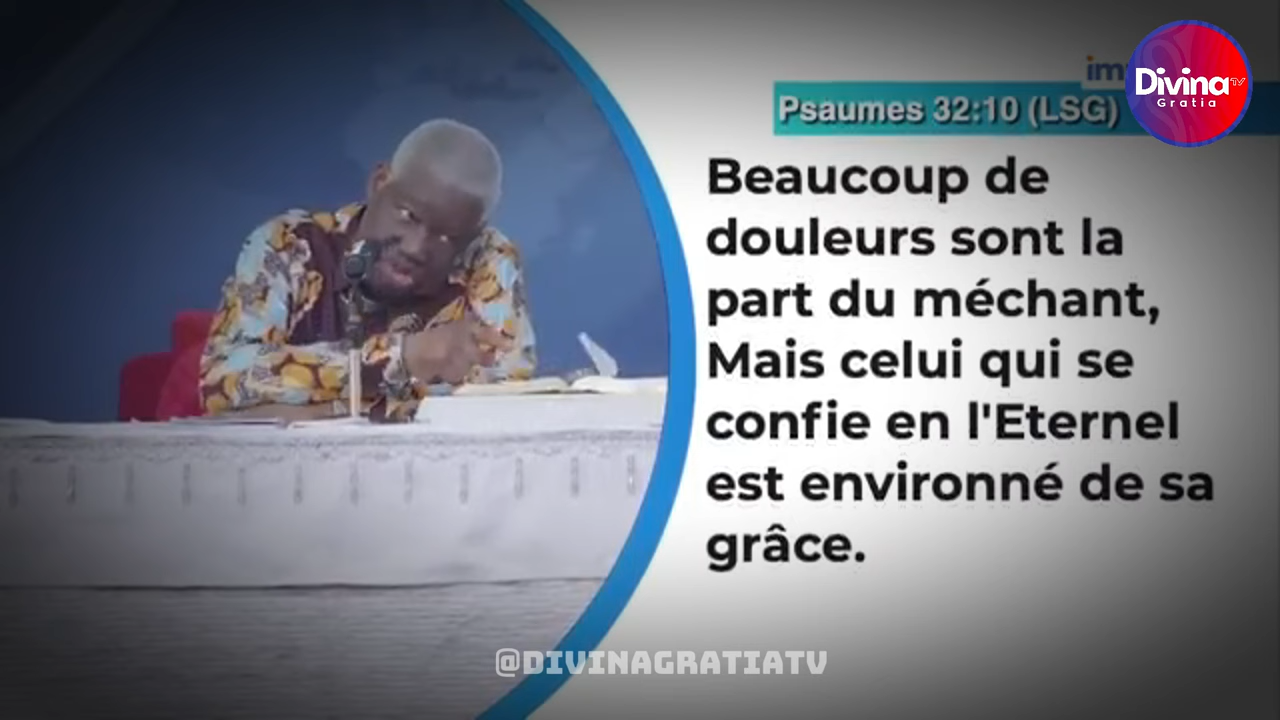 Divina TV
Gratia
Psaumes 32:10 (LSG)
Beaucoup de
douleurs sont la
part du méchant,
Mais celui qui se
confie en l'Eternel
est environné de sa
grâce.
@DIVINAGRATIATV